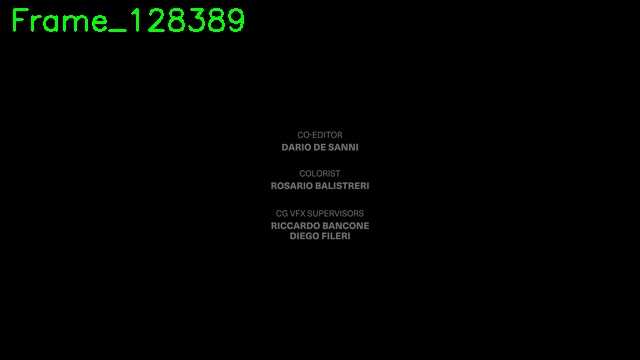 Frame_128389
CO-EDITOR
DARIO DE SANNI
COLORIST
ROSARIO BALISTRERI
CG VFX SUPERVISORS
RICCARDO BANCONE
DIEGO FILERI